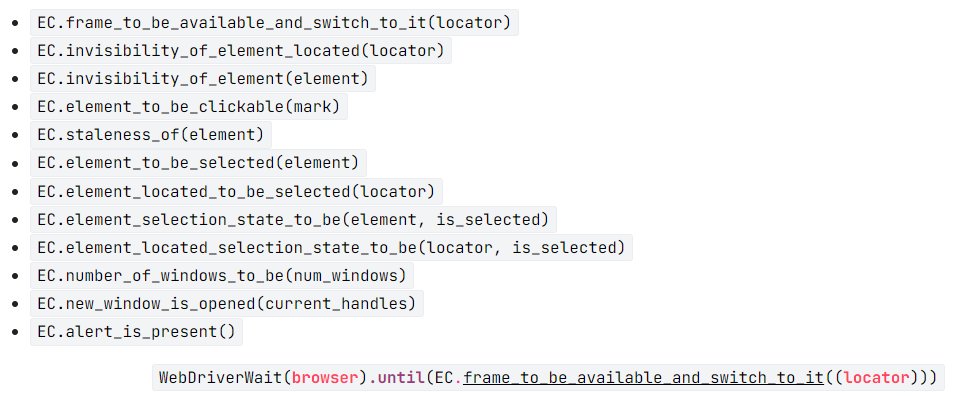 EC.frame_to_be_available_and_switch_to_it(locator)
EC.invisibility_of_element_located(locator)
EC.invisibility_of_element(element)
EC.element_to_be_clickable(mark)
EC.staleness_of(element)
EC.element_to_be_selected(element)
EC.element_located_to_be_selected(locator)
EC.element_selection_state_to_be(element, is_selected)
EC.element_located_selection_state_to_be(locator, is_selected)
EC.number_of_windows_to_be(num_windows)
EC.new_window_is_opened(current_handles)
EC.alert_is_present()
WebDriverWait(browser).until(EC.frame_to_be_available_and_switch_to_it((locator)))